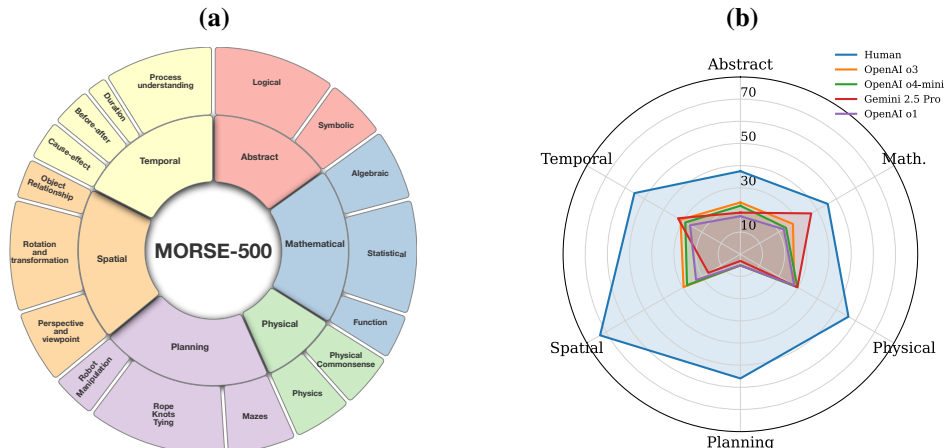 (a)
Process
understanding
Duration
Before-after
Cause-effect
Temporal
Logical
Symbolic
Abstract
Algebraic
Statistical
Function
Mathematical
Physical
Commonsense
Physics
Physical
Mazes
Rope
Knots
Tying
Robot
Manipulation
Planning
Perspective
and
viewpoint
Rotation
and
transformation
Object
Relationship
Spatial
MORSE-500
(b)
Human
OpenAI o3
OpenAI o4-mini
Gemini 2.5 Pro
OpenAI o1
Abstract
Math.
Physical
Planning
Spatial
Temporal
70
50
30
10